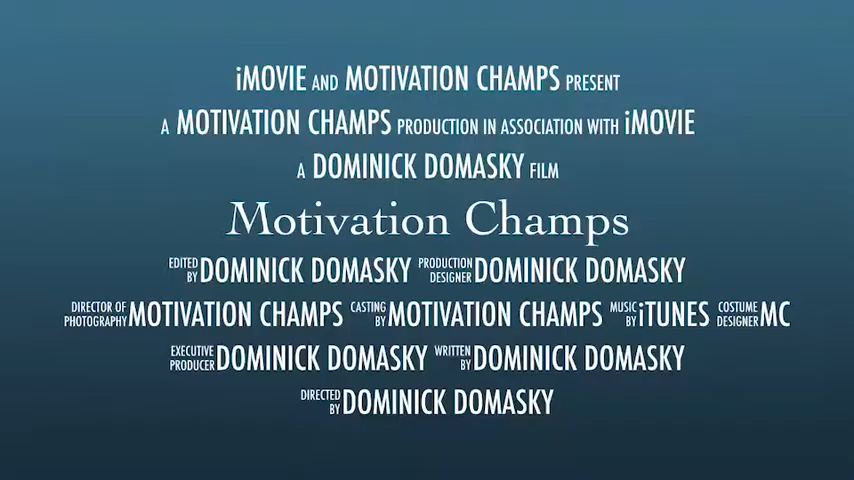 iMOVIE AND MOTIVATION CHAMPS PRESENT
A MOTIVATION CHAMPS PRODUCTION IN ASSOCIATION WITH iMOVIE
A DOMINICK DOMASKY FILM
Motivation Champs
EDITED BY DOMINICK DOMASKY PRODUCTION DESIGNER DOMINICK DOMASKY
DIRECTOR OF PHOTOGRAPHY MOTIVATION CHAMPS CASTING BY MOTIVATION CHAMPS MUSIC BY iTUNES COSTUME DESIGNER MC
EXECUTIVE PRODUCER DOMINICK DOMASKY WRITTEN BY DOMINICK DOMASKY
DIRECTED BY DOMINICK DOMASKY